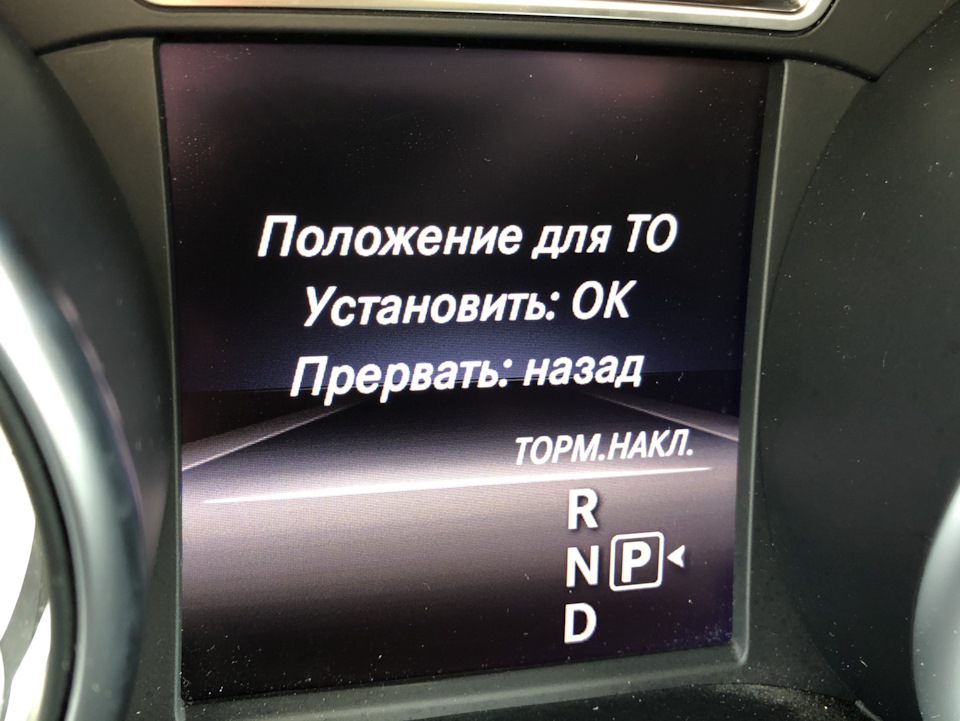 Положение для ТО
Установить: OK
Прервать: назад
ТОРМ.НАКЛ.
R
N P
D